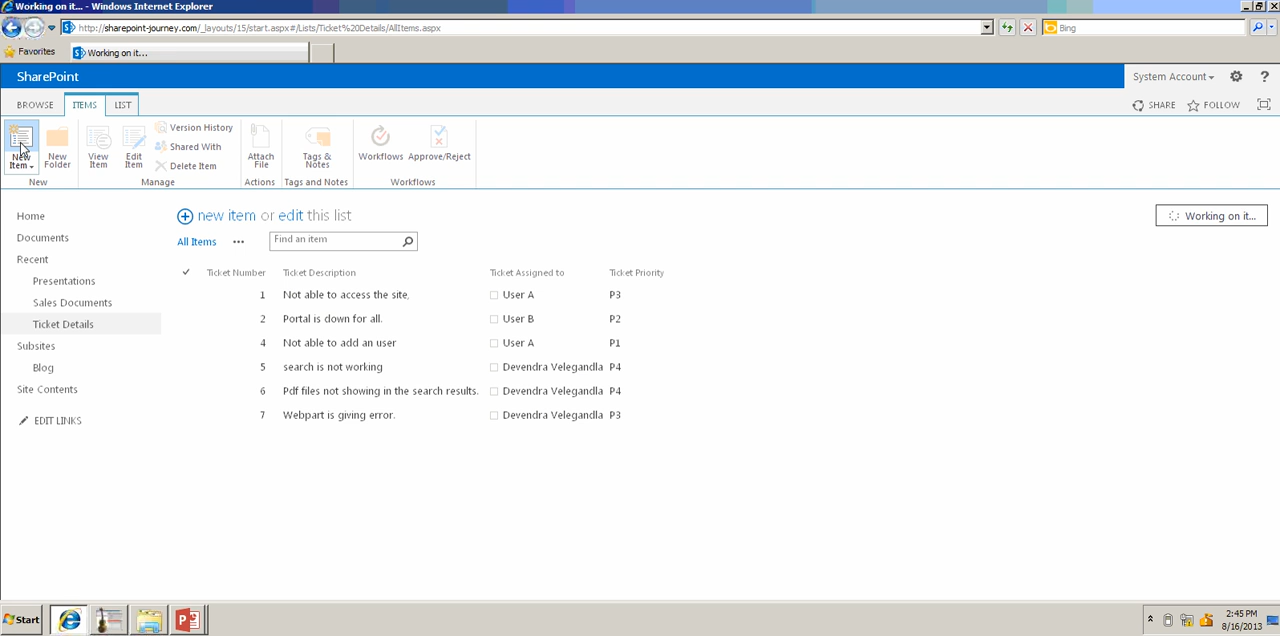 Working on it... - Windows Internet Explorer
http://sharepoint-journey.com/_layouts/15/start.aspx#/Lists/Ticket%20Details/AllItems.aspx
Bing
Favorites
Working on it...
SharePoint
System Account
?
BROWSE ITEMS LIST
SHARE FOLLOW
New Item
New Folder
View Item
Edit Item
Version History
Shared With
Delete Item
Attach File
Tags & Notes
Workflows
Approve/Reject
New
Manage
Actions
Tags and Notes
Workflows
Home
Documents
Recent
Presentations
Sales Documents
Ticket Details
Subsites
Blog
Site Contents
EDIT LINKS
new item or edit this list
Working on it...
All Items ...
Find an item
Ticket Number Ticket Description Ticket Assigned to Ticket Priority
1 Not able to access the site, User A P3
2 Portal is down for all. User B P2
4 Not able to add an user User A P1
5 search is not working Devendra Velegandla P4
6 Pdf files not showing in the search results. Devendra Velegandla P4
7 Webpart is giving error. Devendra Velegandla P3
Start
2:45 PM
8/16/2013